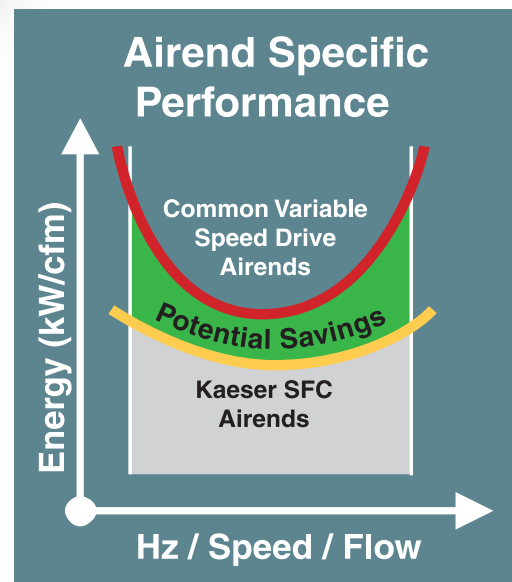 Airend Specific
Performance
Energy (kW/cfm)
Common Variable
Speed Drive
Airends
Potential Savings
Kaeser SFC
Airends
Hz / Speed / Flow